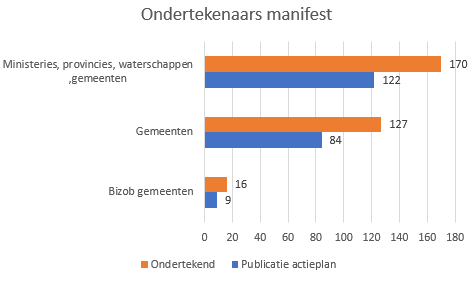 Ondertekenaars manifest
Ministeries, provincies, waterschappen
,gemeenten
170
122
Gemeenten
127
84
Bizob gemeenten
16
9
0 20 40 60 80 100 120 140 160 180
Ondertekend Publicatie actieplan